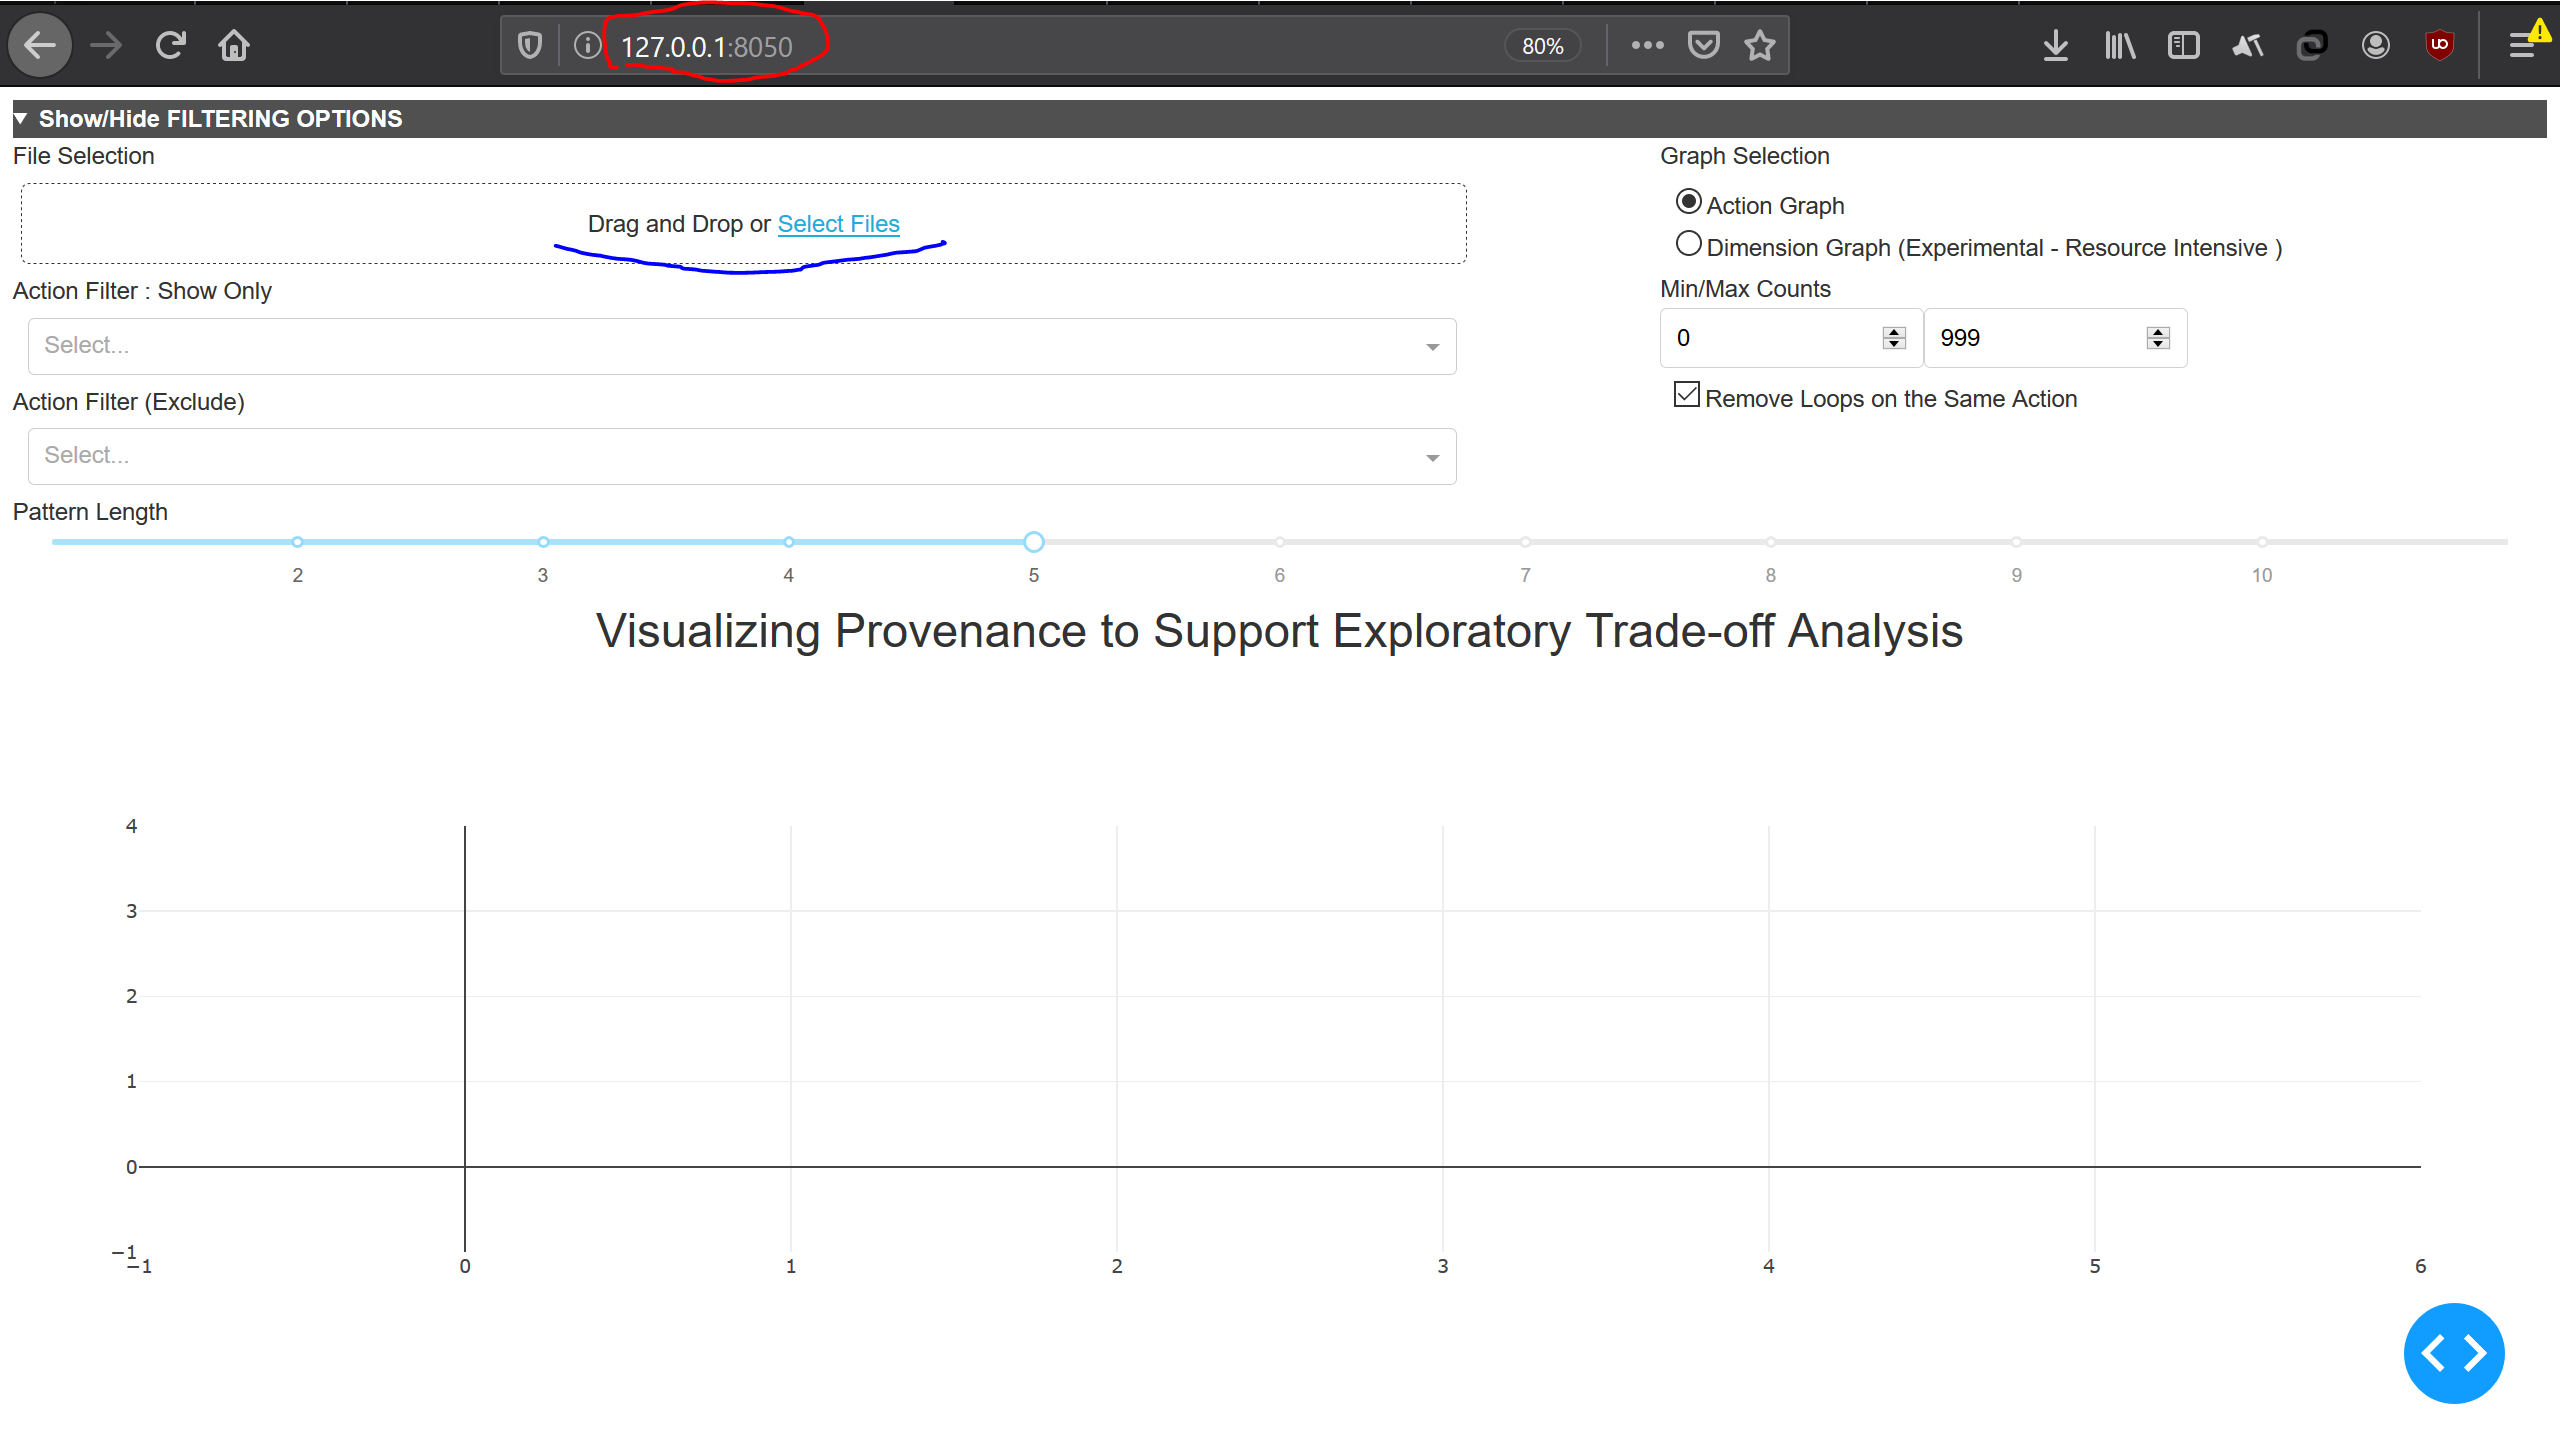 127.0.0.1:8050
80%
Show/Hide FILTERING OPTIONS
File Selection
Drag and Drop or Select Files
Action Filter : Show Only
Select...
Action Filter (Exclude)
Select...
Graph Selection
Action Graph
Dimension Graph (Experimental - Resource Intensive )
Min/Max Counts
0
999
Remove Loops on the Same Action
Pattern Length
2 3 4 5 6 7 8 9 10
Visualizing Provenance to Support Exploratory Trade-off Analysis
4
3
2
1
0
−1
−1 0 1 2 3 4 5 6